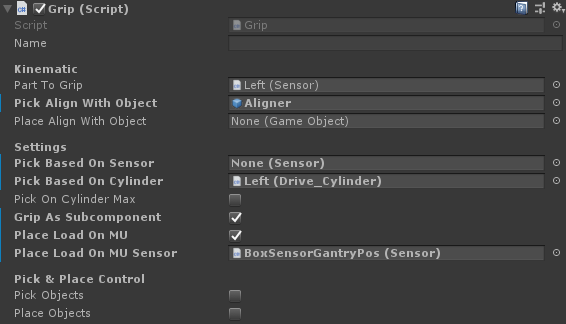 Grip (Script)
Script Grip
Name
Kinematic
Part To Grip Left (Sensor)
Pick Align With Object Aligner
Place Align With Object None (Game Object)
Settings
Pick Based On Sensor None (Sensor)
Pick Based On Cylinder Left (Drive_Cylinder)
Pick On Cylinder Max
Grip As Subcomponent
Place Load On MU
Place Load On MU Sensor BoxSensorGantryPos (Sensor)
Pick & Place Control
Pick Objects
Place Objects